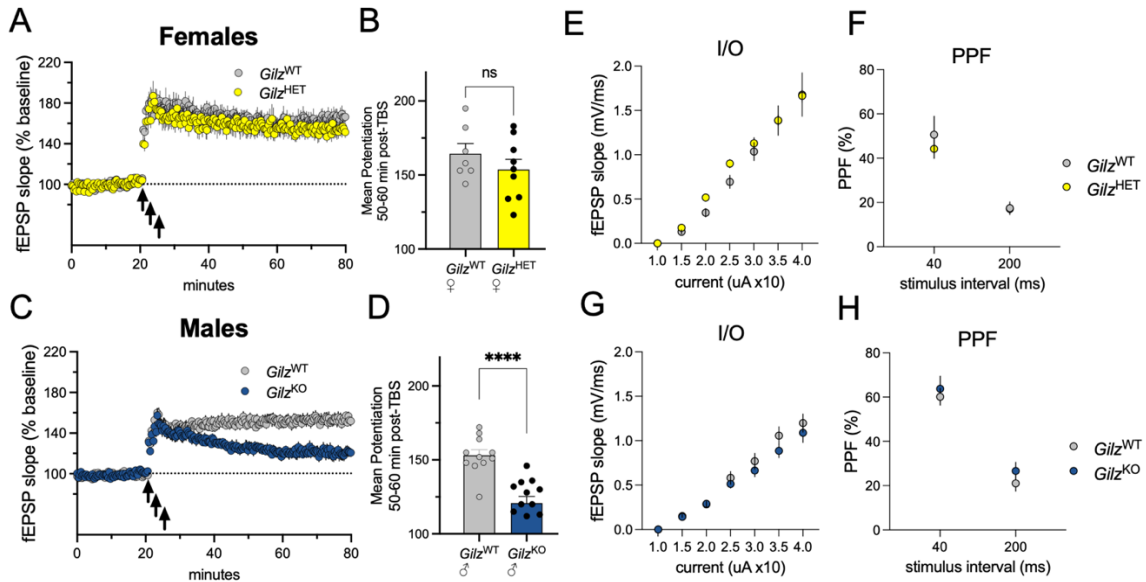 A
Females
Gilz^WT
Gilz^HET
fEPSP slope (% baseline)
220
180
140
100
0 20 40 60 80
minutes
B
ns
Mean Potentiation
50-60 min post-TBS
200
150
100
Gilz^WT Gilz^HET
♀ ♀
E
I/O
fEPSP slope (mV/ms)
2.0
1.5
1.0
0.5
0.0
1.0 1.5 2.0 2.5 3.0 3.5 4.0
current (uA x10)
F
PPF
PPF (%)
80
60
40
20
0
40 200
stimulus interval (ms)
Gilz^WT
Gilz^HET
C
Males
Gilz^WT
Gilz^KO
fEPSP slope (% baseline)
220
180
140
100
0 20 40 60 80
minutes
D
****
Mean Potentiation
50-60 min post-TBS
200
150
100
Gilz^WT Gilz^KO
♂ ♂
G
I/O
fEPSP slope (mV/ms)
2.0
1.5
1.0
0.5
0.0
1.0 1.5 2.0 2.5 3.0 3.5 4.0
current (uA x10)
H
PPF
PPF (%)
80
60
40
20
0
40 200
stimulus interval (ms)
Gilz^WT
Gilz^KO